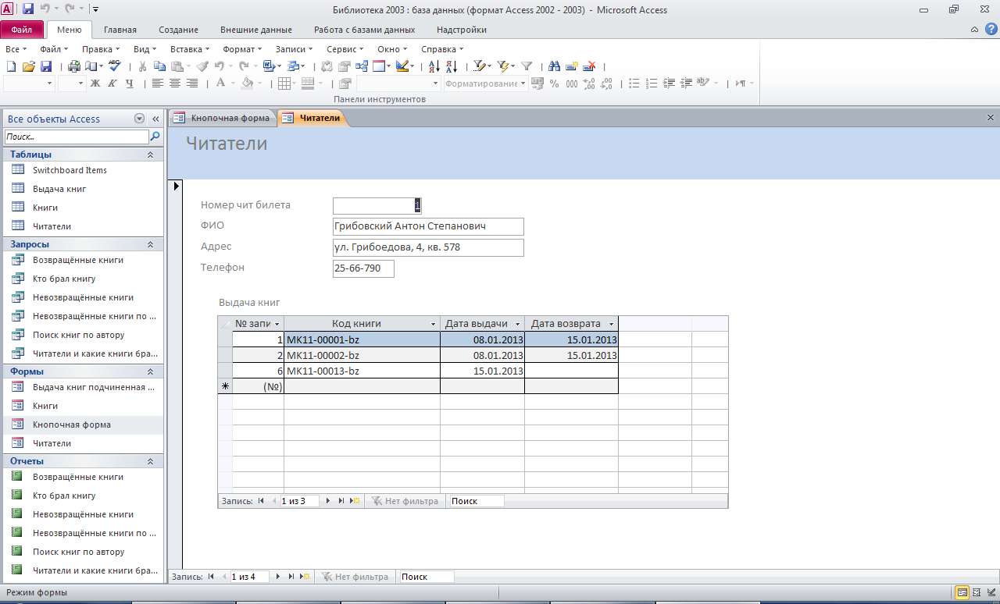 Библиотека 2003 : база данных (формат Access 2002 - 2003) - Microsoft Access
Файл Меню Главная Создание Внешние данные Работа с базами данных Надстройки
Все Файл Правка Вид Вставка Формат Записи Сервис Окно Справка
Ж К Ч Форматирование % 000
Панели инструментов
Все объекты Access
Поиск...
Таблицы
Switchboard Items
Выдача книг
Книги
Читатели
Запросы
Возвращённые книги
Кто брал книгу
Невозвращённые книги
Невозвращённые книги по ...
Поиск книг по автору
Читатели и какие книги бра...
Формы
Выдача книг подчиненная ...
Книги
Кнопочная форма
Читатели
Отчеты
Возвращённые книги
Кто брал книгу
Невозвращённые книги
Невозвращённые книги по ...
Поиск книг по автору
Читатели и какие книги бра...
Кнопочная форма Читатели
Читатели
Номер чит билета 1
ФИО Грибовский Антон Степанович
Адрес ул. Грибоедова, 4, кв. 578
Телефон 25-66-790
Выдача книг
№ запи Код книги Дата выдачи Дата возврата
1 МК11-00001-bz 08.01.2013 15.01.2013
2 МК11-00002-bz 08.01.2013 15.01.2013
6 МК11-00013-bz 15.01.2013
(№)
Запись: 1 из 3 Нет фильтра Поиск
Запись: 1 из 4 Нет фильтра Поиск
Режим формы